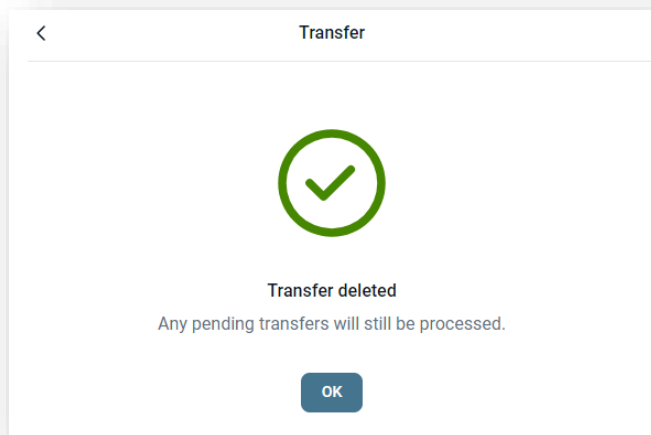 Transfer
Transfer deleted
Any pending transfers will still be processed.
OK